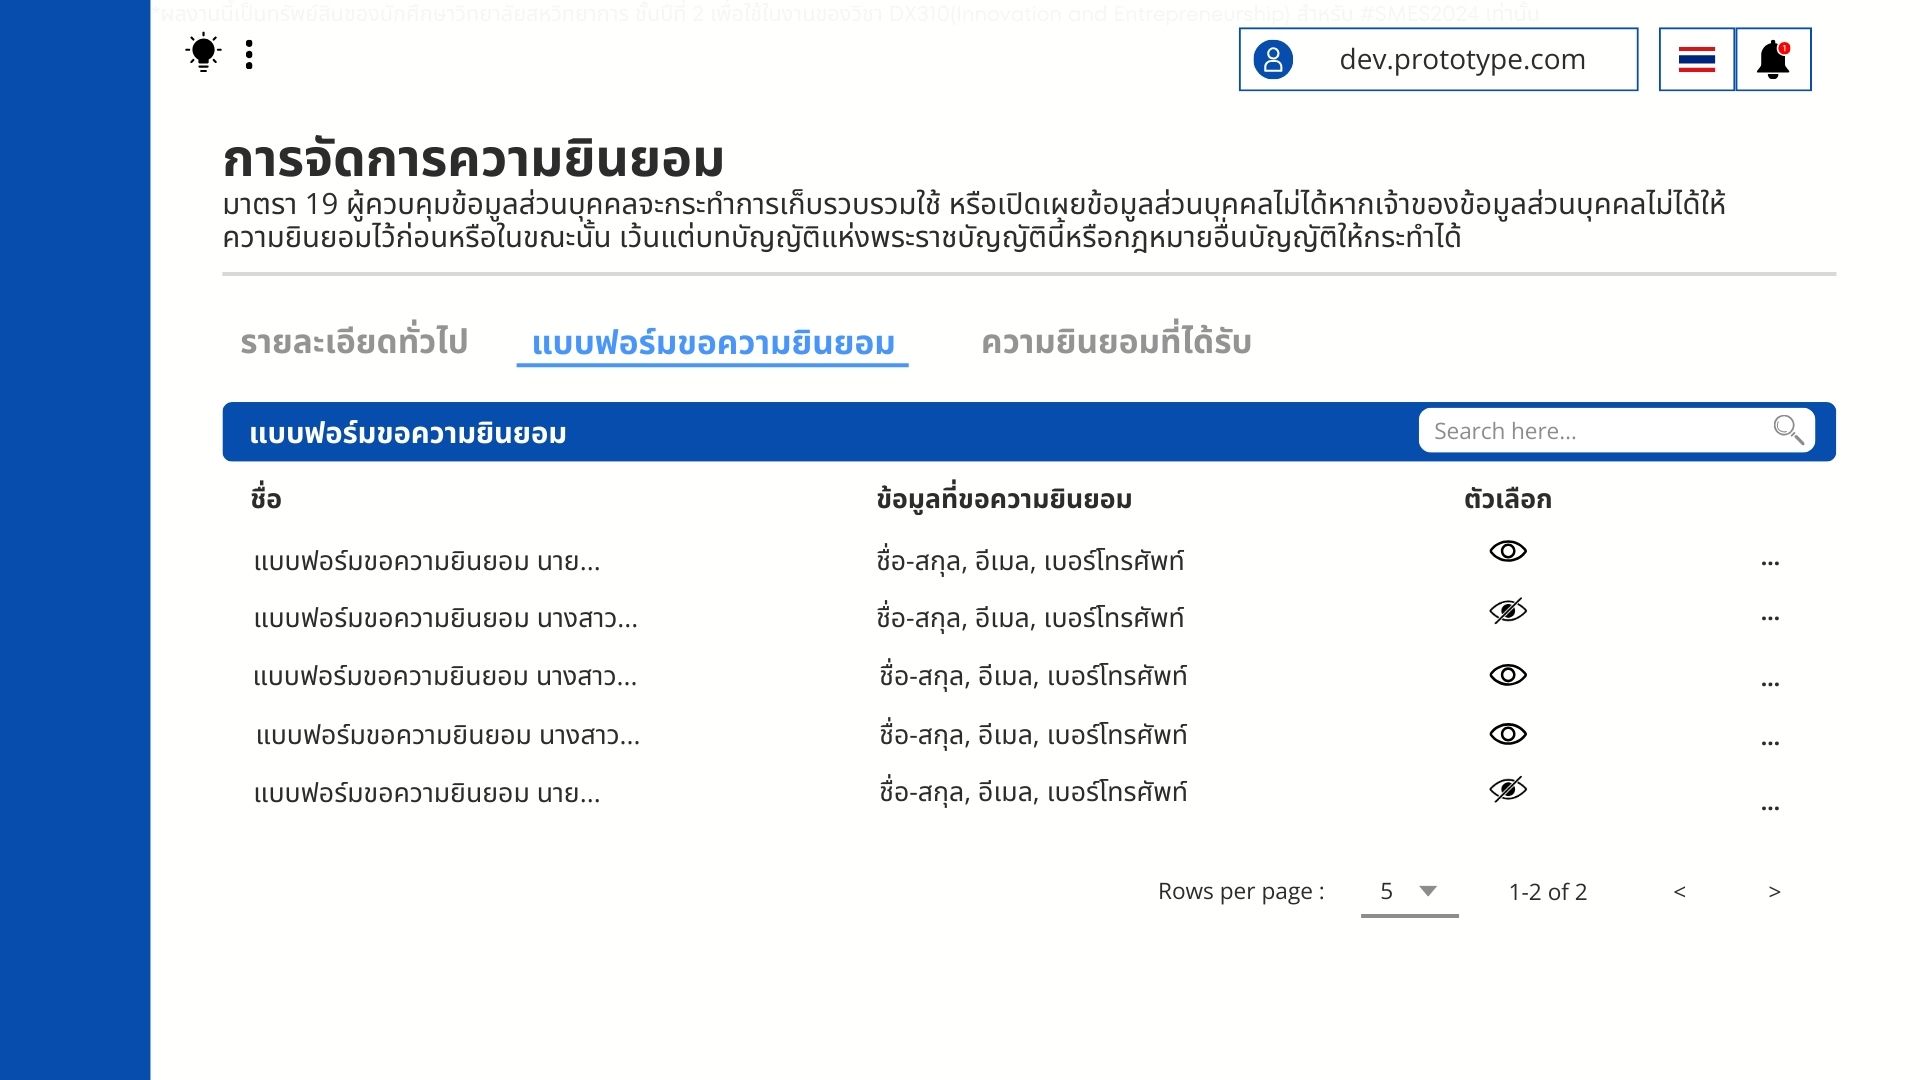 *ผลงานนี้เป็นทรัพย์สินของนักศึกษาวิทยาลัยสหวิทยาการ ชั้นปีที่ 2 เพื่อใช้ในงานของวิชา DX310(Innovation and Entrepreneurship) สำหรับ #SMES2024 เท่านั้น
dev.prototype.com
1
การจัดการความยินยอม
มาตรา 19 ผู้ควบคุมข้อมูลส่วนบุคคลจะกระทำการเก็บรวบรวมใช้ หรือเปิดเผยข้อมูลส่วนบุคคลไม่ได้หากเจ้าของข้อมูลส่วนบุคคลไม่ได้ให้
ความยินยอมไว้ก่อนหรือในขณะนั้น เว้นแต่บทบัญญัติแห่งพระราชบัญญัตินี้หรือกฎหมายอื่นบัญญัติให้กระทำได้
รายละเอียดทั่วไป แบบฟอร์มขอความยินยอม ความยินยอมที่ได้รับ
แบบฟอร์มขอความยินยอม Search here...
ชื่อ ข้อมูลที่ขอความยินยอม ตัวเลือก
แบบฟอร์มขอความยินยอม นาย... ชื่อ-สกุล, อีเมล, เบอร์โทรศัพท์ ...
แบบฟอร์มขอความยินยอม นางสาว... ชื่อ-สกุล, อีเมล, เบอร์โทรศัพท์ ...
แบบฟอร์มขอความยินยอม นางสาว... ชื่อ-สกุล, อีเมล, เบอร์โทรศัพท์ ...
แบบฟอร์มขอความยินยอม นางสาว... ชื่อ-สกุล, อีเมล, เบอร์โทรศัพท์ ...
แบบฟอร์มขอความยินยอม นาย... ชื่อ-สกุล, อีเมล, เบอร์โทรศัพท์ ...
Rows per page : 5 1-2 of 2 < >